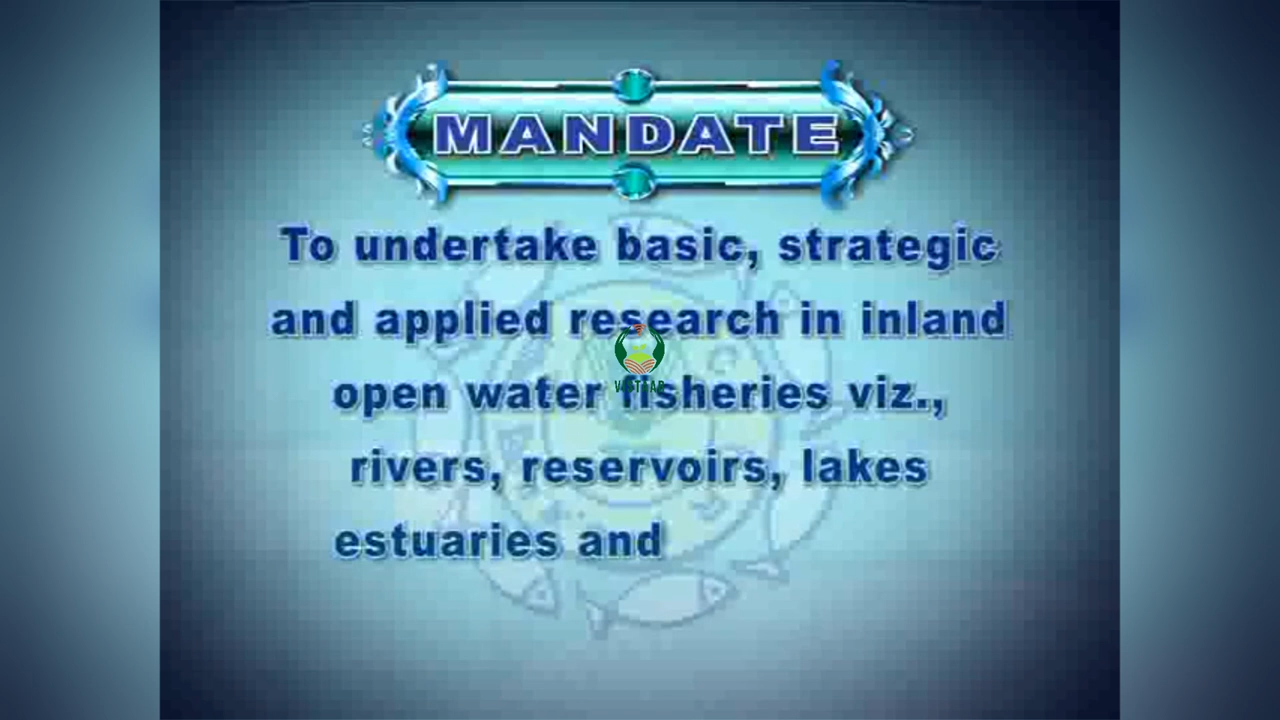 MANDATE
To undertake basic, strategic
and applied research in inland
open water fisheries viz.,
rivers, reservoirs, lakes
estuaries and